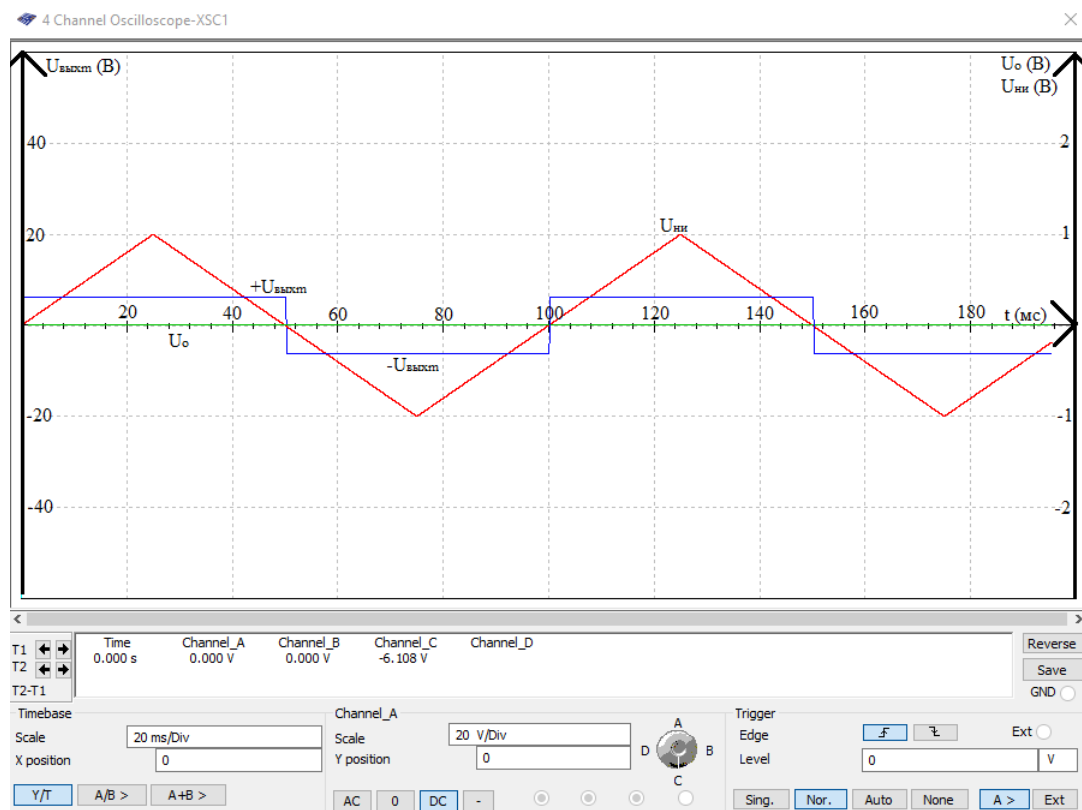 4 Channel Oscilloscope-XSC1
Uвыхm (В)
Uо (В)
Uни (В)
40
2
20
Uни
1
+Uвыхm
20
40
60
80
100
120
140
160
180
t (мс)
Uо
-Uвыхm
-20
-1
-40
-2
T1
T2
T2-T1
Time
Channel_A
Channel_B
Channel_C
Channel_D
0.000 s
0.000 V
0.000 V
-6.108 V
Reverse
Save
GND
Timebase
Scale
20 ms/Div
X position
0
Y/T
A/B >
A+B >
Channel_A
Scale
20 V/Div
Y position
0
A
B
C
D
AC
0
DC
-
Trigger
Edge
Ext
Level
0
V
Sing.
Nor.
Auto
None
A >
Ext